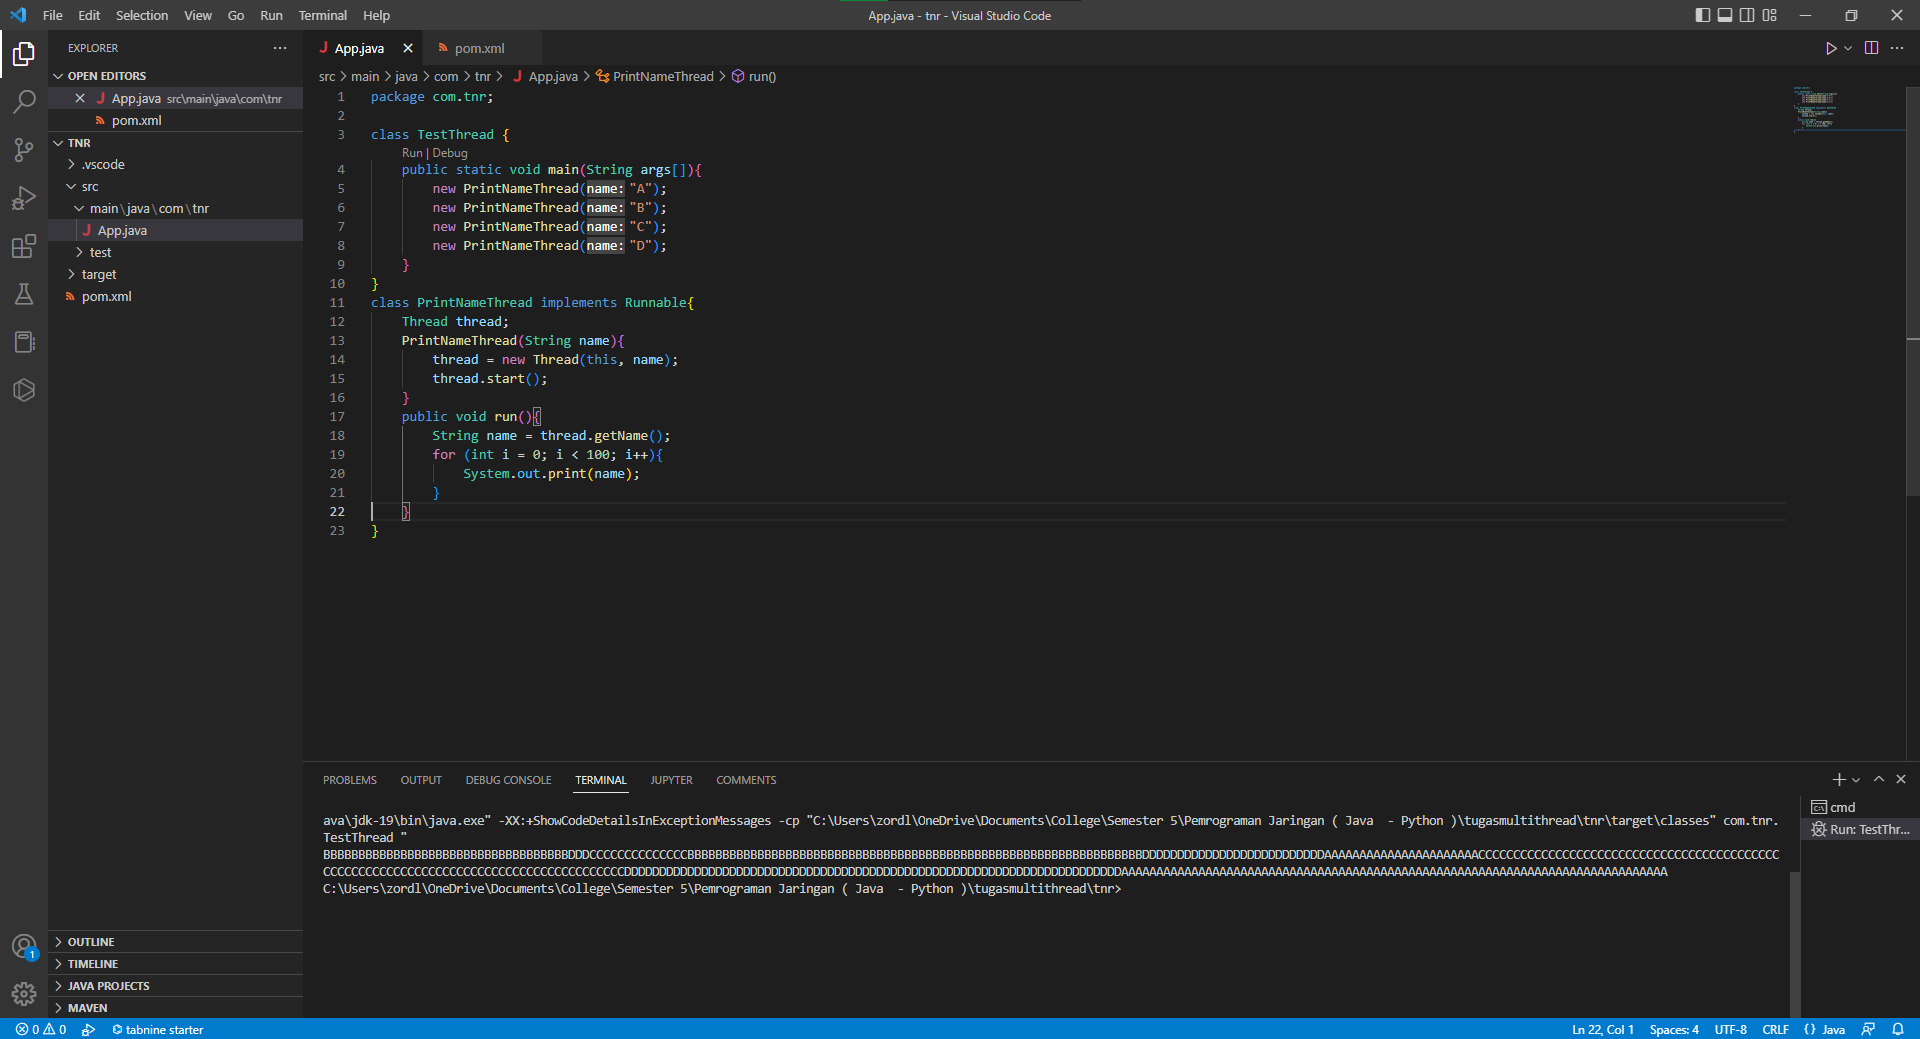 File Edit Selection View Go Run Terminal Help
App.java - tnr - Visual Studio Code
EXPLORER
OPEN EDITORS
App.java src\main\java\com\tnr
pom.xml
TNR
.vscode
src
main\java\com\tnr
App.java
test
target
pom.xml
OUTLINE
TIMELINE
JAVA PROJECTS
MAVEN
App.java
pom.xml
src > main > java > com > tnr > App.java > PrintNameThread > run()
1 package com.tnr;
2
3 class TestThread {
Run | Debug
4 public static void main(String args[]){
5 new PrintNameThread(name: "A");
6 new PrintNameThread(name: "B");
7 new PrintNameThread(name: "C");
8 new PrintNameThread(name: "D");
9 }
10 }
11 class PrintNameThread implements Runnable{
12 Thread thread;
13 PrintNameThread(String name){
14 thread = new Thread(this, name);
15 thread.start();
16 }
17 public void run(){
18 String name = thread.getName();
19 for (int i = 0; i < 100; i++){
20 System.out.print(name);
21 }
22 }
23 }
PROBLEMS OUTPUT DEBUG CONSOLE TERMINAL JUPYTER COMMENTS
ava\jdk-19\bin\java.exe" -XX:+ShowCodeDetailsInExceptionMessages -cp "C:\Users\zordl\OneDrive\Documents\College\Semester 5\Pemrograman Jaringan ( Java  - Python )\tugasmultithread\tnr\target\classes" com.tnr.
TestThread "
C:\Users\zordl\OneDrive\Documents\College\Semester 5\Pemrograman Jaringan ( Java  - Python )\tugasmultithread\tnr>
cmd
Run: TestThr...
1
0 0 tabnine starter
Ln 22, Col 1 Spaces: 4 UTF-8 CRLF {} Java